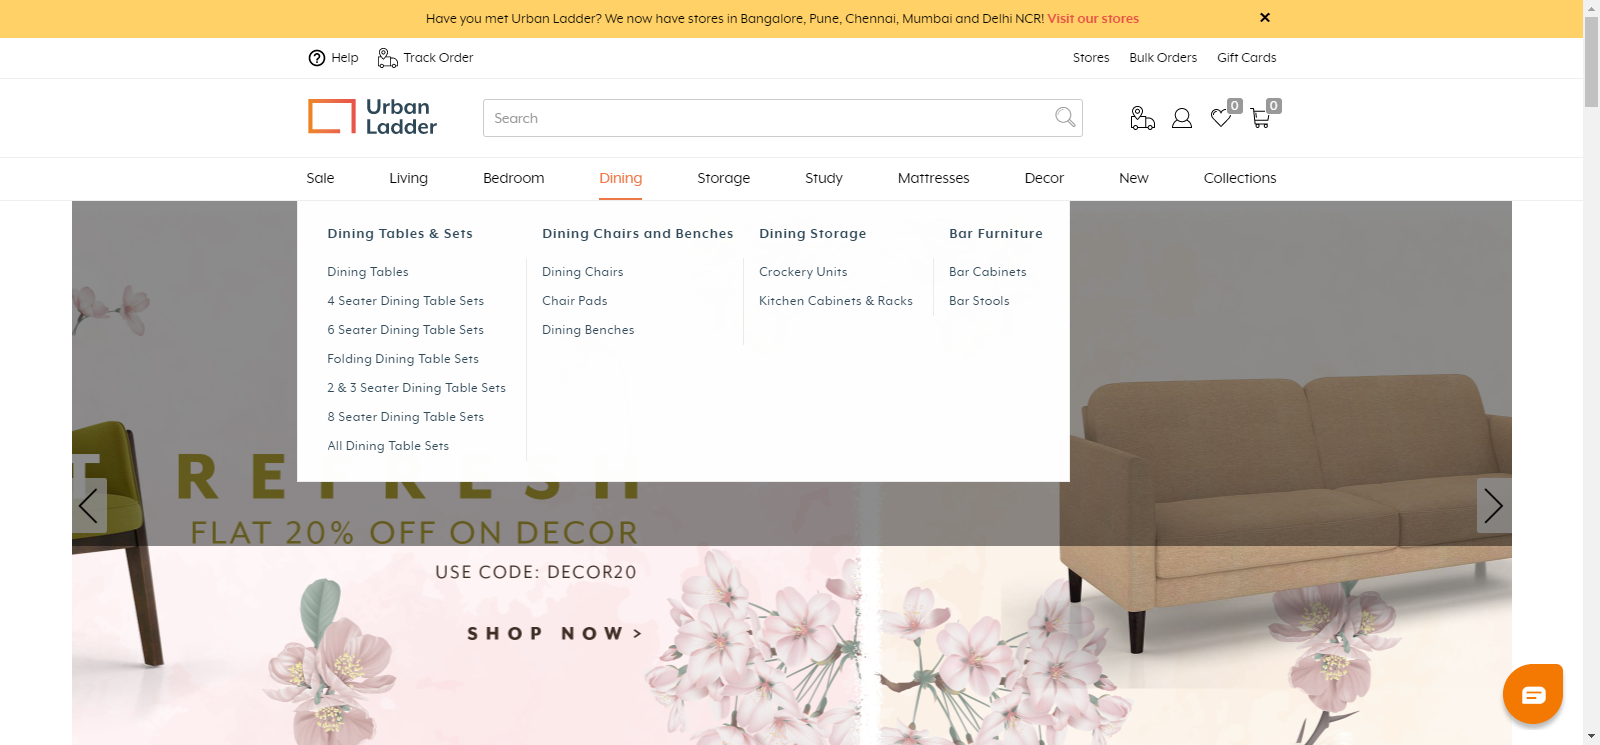 Have you met Urban Ladder? We now have stores in Bangalore, Pune, Chennai, Mumbai and Delhi NCR! Visit our stores
Help
Track Order
Stores
Bulk Orders
Gift Cards
Urban
Ladder
Search
0
0
Sale
Living
Bedroom
Dining
Storage
Study
Mattresses
Decor
New
Collections
Dining Tables & Sets
Dining Tables
4 Seater Dining Table Sets
6 Seater Dining Table Sets
Folding Dining Table Sets
2 & 3 Seater Dining Table Sets
8 Seater Dining Table Sets
All Dining Table Sets
Dining Chairs and Benches
Dining Chairs
Chair Pads
Dining Benches
Dining Storage
Crockery Units
Kitchen Cabinets & Racks
Bar Furniture
Bar Cabinets
Bar Stools
REFRESH
FLAT 20% OFF ON DECOR
USE CODE: DECOR20
SHOP NOW >